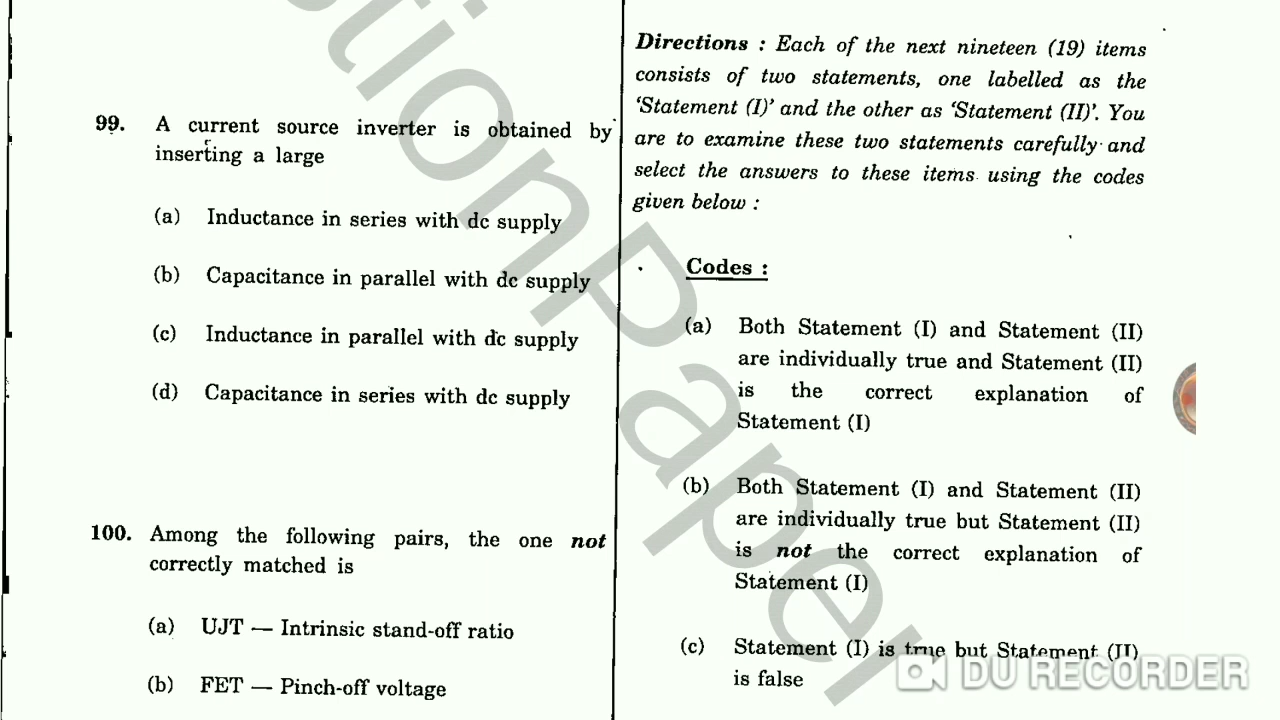 99. A current source inverter is obtained by
inserting a large
(a) Inductance in series with dc supply
(b) Capacitance in parallel with dc supply
(c) Inductance in parallel with dc supply
(d) Capacitance in series with dc supply
100. Among the following pairs, the one not
correctly matched is
(a) UJT — Intrinsic stand-off ratio
(b) FET — Pinch-off voltage
Directions : Each of the next nineteen (19) items
consists of two statements, one labelled as the
‘Statement (I)’ and the other as ‘Statement (II)’. You
are to examine these two statements carefully and
select the answers to these items using the codes
given below :
Codes :
(a) Both Statement (I) and Statement (II)
are individually true and Statement (II)
is the correct explanation of
Statement (I)
(b) Both Statement (I) and Statement (II)
are individually true but Statement (II)
is not the correct explanation of
Statement (I)
(c) Statement (I) is true but Statement (II)
is false
DU RECORDER
tionPaper